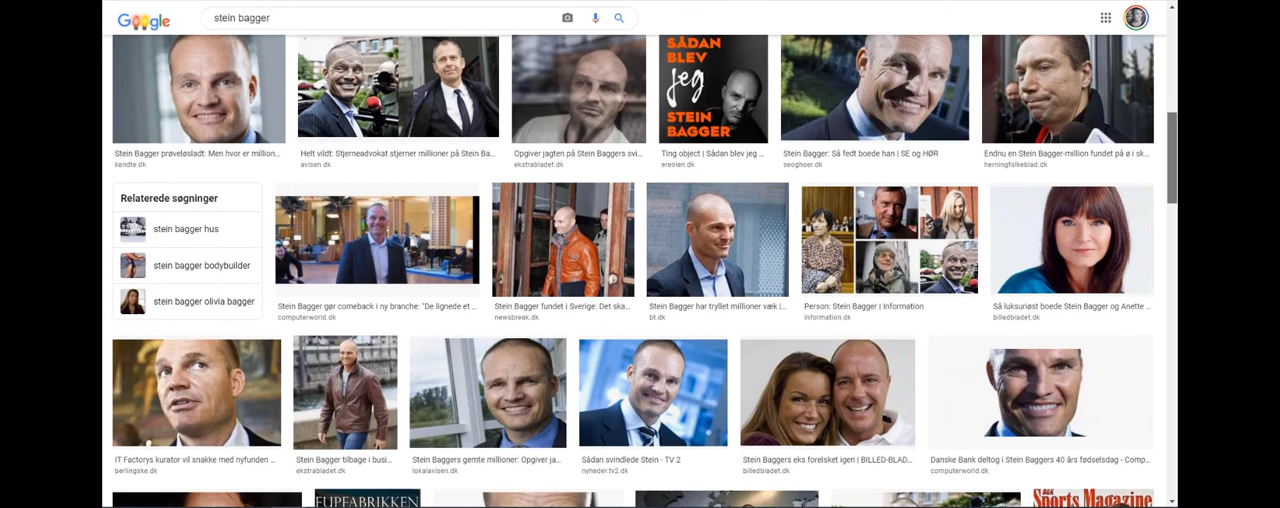 Google
stein bagger
SÅDAN
BLEV
jeg
STEIN
BAGGER
Stein Bagger prøveløsladt: Men hvor er million...
kendte.dk
Helt vildt: Stjerneadvokat stjerner millioner på Stein Ba...
avisen.dk
Opgiver jagten på Stein Baggers svi...
ekstrabladet.dk
Ting object | Sådan blev jeg ...
ereolen.dk
Stein Bagger: Så fedt boede han | SE og HØR
seoghoer.dk
Endnu en Stein Bagger-million fundet på ø i sk...
herningfolkeblad.dk
Relaterede søgninger
stein bagger hus
stein bagger bodybuilder
stein bagger olivia bagger
Stein Bagger gør comeback i ny branche: "De lignede et ...
computerworld.dk
Stein Bagger fundet i Sverige: Det ska...
newsbreak.dk
Stein Bagger har tryllet millioner væk |...
bt.dk
Person: Stein Bagger | Information
information.dk
Så luksuriøst boede Stein Bagger og Anette ...
billedbladet.dk
IT Factorys kurator vil snakke med nyfunden ...
berlingske.dk
Stein Bagger tilbage i busi...
ekstrabladet.dk
Stein Baggers gemte millioner: Opgiver ja...
lokalavisen.dk
Sådan svindlede Stein - TV 2
nyheder.tv2.dk
Stein Baggers eks forelsket igen | BILLED-BLAD...
billedbladet.dk
Danske Bank deltog i Stein Baggers 40 års fødselsdag - Comp...
computerworld.dk
EUPFABRIKKEN
Sports Magazine